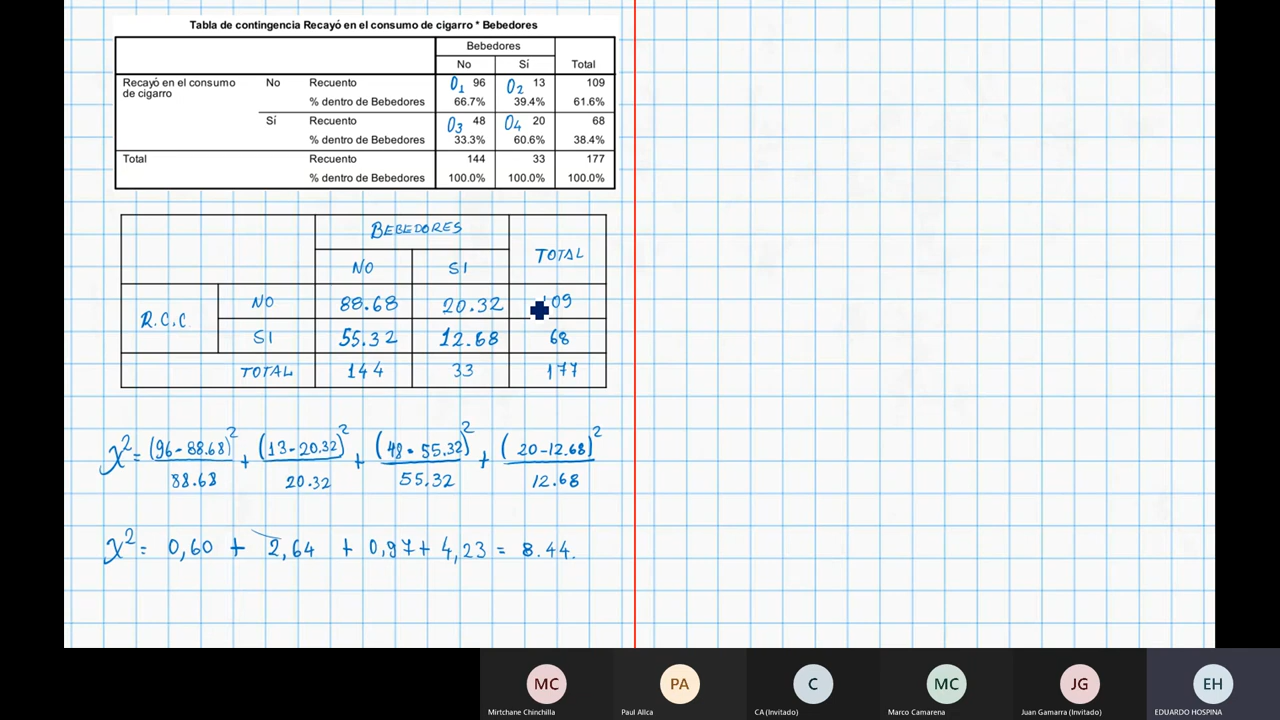 Tabla de contingencia Recayó en el consumo de cigarro * Bebedores
Bebedores
No Sí Total
Recayó en el consumo de cigarro No Recuento O1 96 O2 13 109
% dentro de Bebedores 66.7% 39.4% 61.6%
Sí Recuento O3 48 O4 20 68
% dentro de Bebedores 33.3% 60.6% 38.4%
Total Recuento 144 33 177
% dentro de Bebedores 100.0% 100.0% 100.0%
BEBEDORES TOTAL
NO SI
R.C.C NO 88.68 20.32 109
SI 55.32 12.68 68
TOTAL 144 33 177
χ² = (96-88.68)²/88.68 + (13-20.32)²/20.32 + (48-55.32)²/55.32 + (20-12.68)²/12.68
χ² = 0,60 + 2,64 + 0,97 + 4,23 = 8.44.
MC PA C MC JG EH
Mirtchane Chinchilla Paul Allca CA (Invitado) Marco Camarena Juan Gamarra (Invitado) EDUARDO HOSPINA